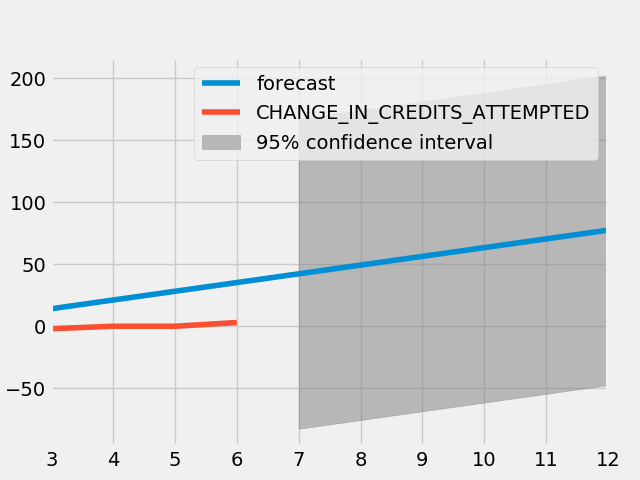 forecast
CHANGE_IN_CREDITS_ATTEMPTED
95% confidence interval
200
150
100
50
0
−50
3 4 5 6 7 8 9 10 11 12